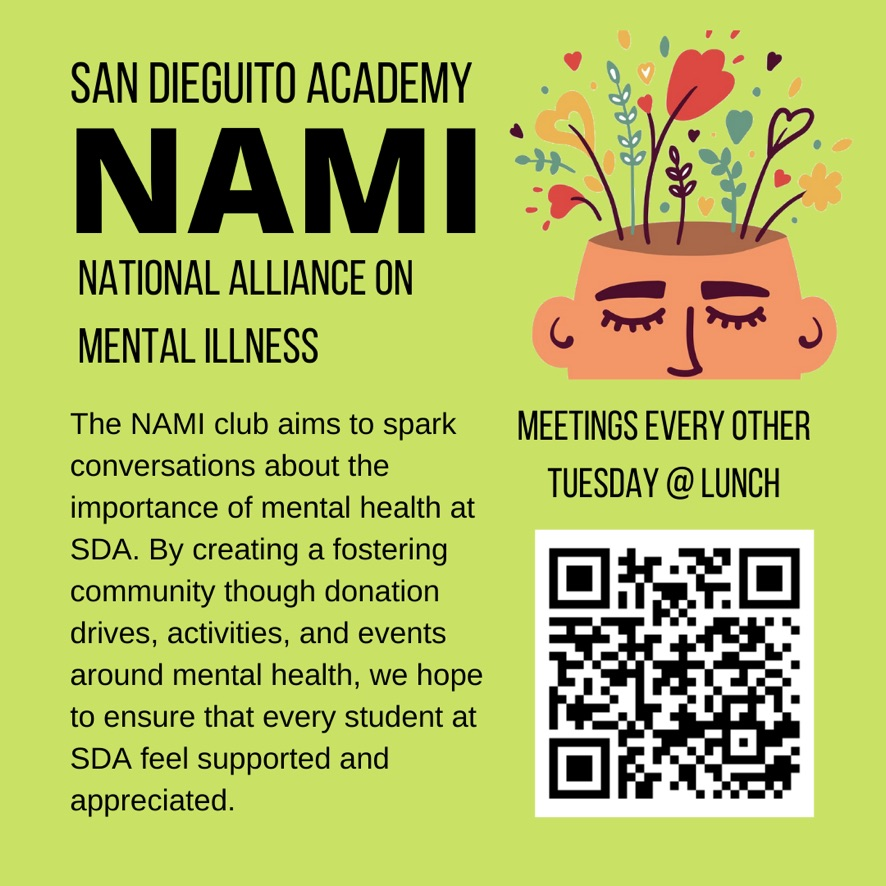 SAN DIEGUITO ACADEMY
NAMI
NATIONAL ALLIANCE ON
MENTAL ILLNESS
The NAMI club aims to spark
conversations about the
importance of mental health at
SDA. By creating a fostering
community though donation
drives, activities, and events
around mental health, we hope
to ensure that every student at
SDA feel supported and
appreciated.
MEETINGS EVERY OTHER
TUESDAY @ LUNCH